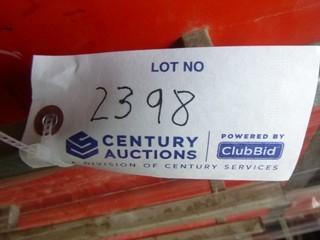 LOT NO
2398
CENTURY AUCTIONS
POWERED BY
ClubBid
A DIVISION OF CENTURY SERVICES